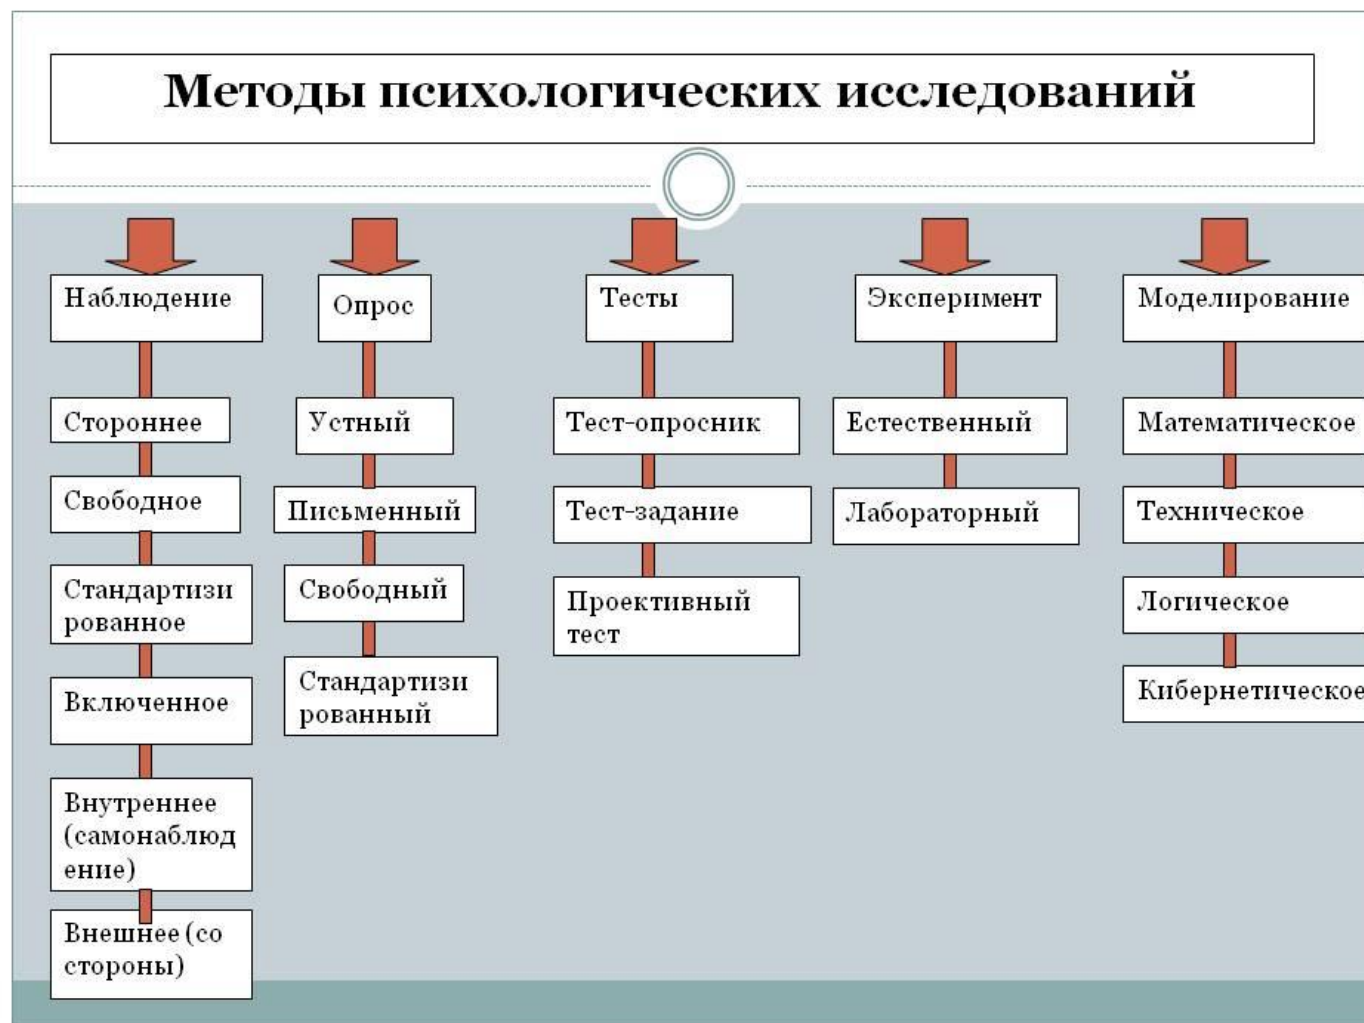 Методы психологических исследований
Наблюдение
Стороннее
Свободное
Стандартизи
рованное
Включенное
Внутреннее
(самонаблюд
ение)
Внешнее (со
стороны)
Опрос
Устный
Письменный
Свободный
Стандартизи
рованный
Тесты
Тест-опросник
Тест-задание
Проективный
тест
Эксперимент
Естественный
Лабораторный
Моделирование
Математическое
Техническое
Логическое
Кибернетическое